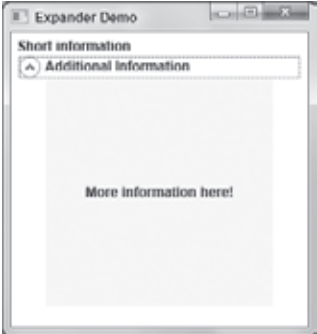 Expander Demo
Short information
Additional Information
More information here!